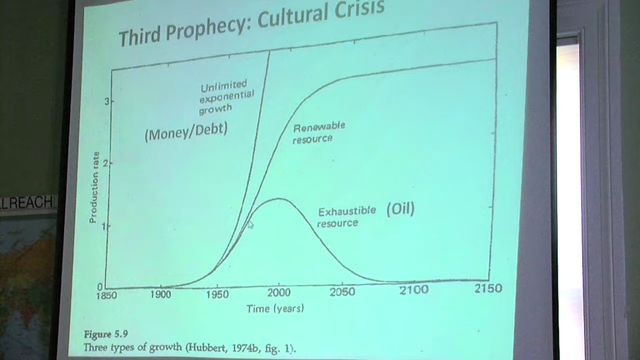 Third Prophecy: Cultural Crisis
Unlimited
exponential
growth
(Money/Debt)
Renewable
resource
Exhaustible (Oil)
resource
Production rate
3
2
1
0
1850 1900 1950 2000 2050 2100 2150
Time (years)
Figure 5.9
Three types of growth (Hubbert, 1974b, fig. 1).
LREACH